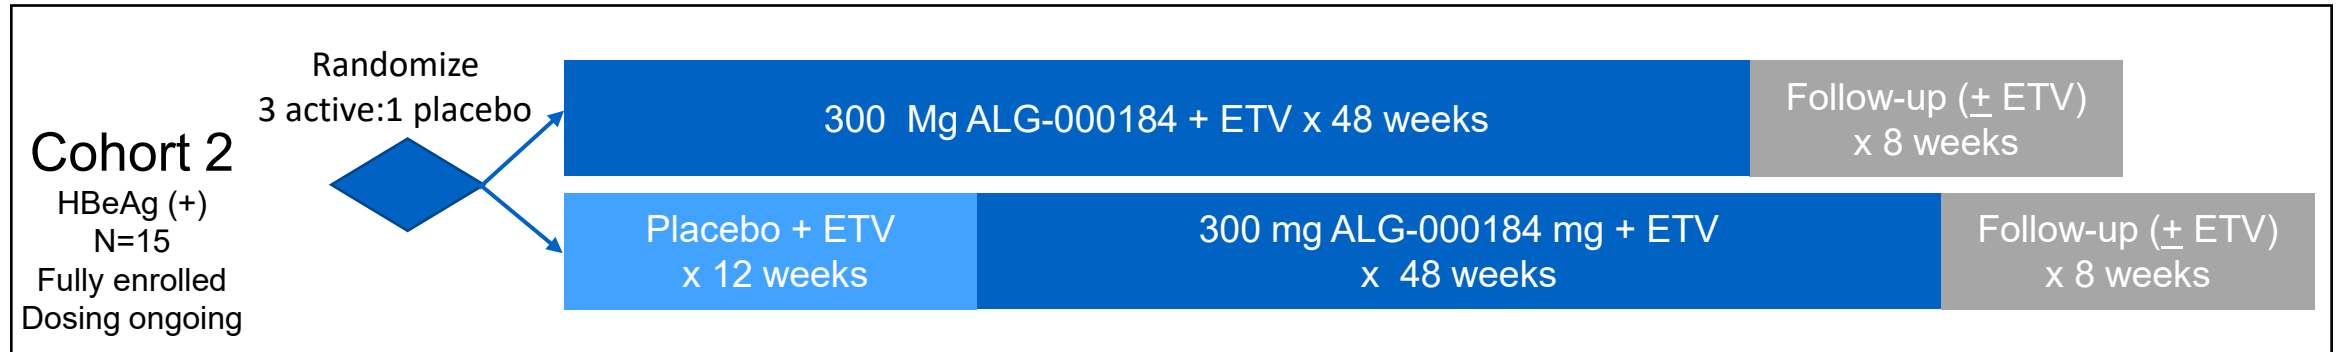 Cohort 2
HBeAg (+)
N=15
Fully enrolled
Dosing ongoing
Randomize
3 active:1 placebo
300  Mg ALG-000184 + ETV x 48 weeks
Follow-up (+ ETV)
x 8 weeks
Placebo + ETV
x 12 weeks
300 mg ALG-000184 mg + ETV
x  48 weeks
Follow-up (+ ETV)
x 8 weeks